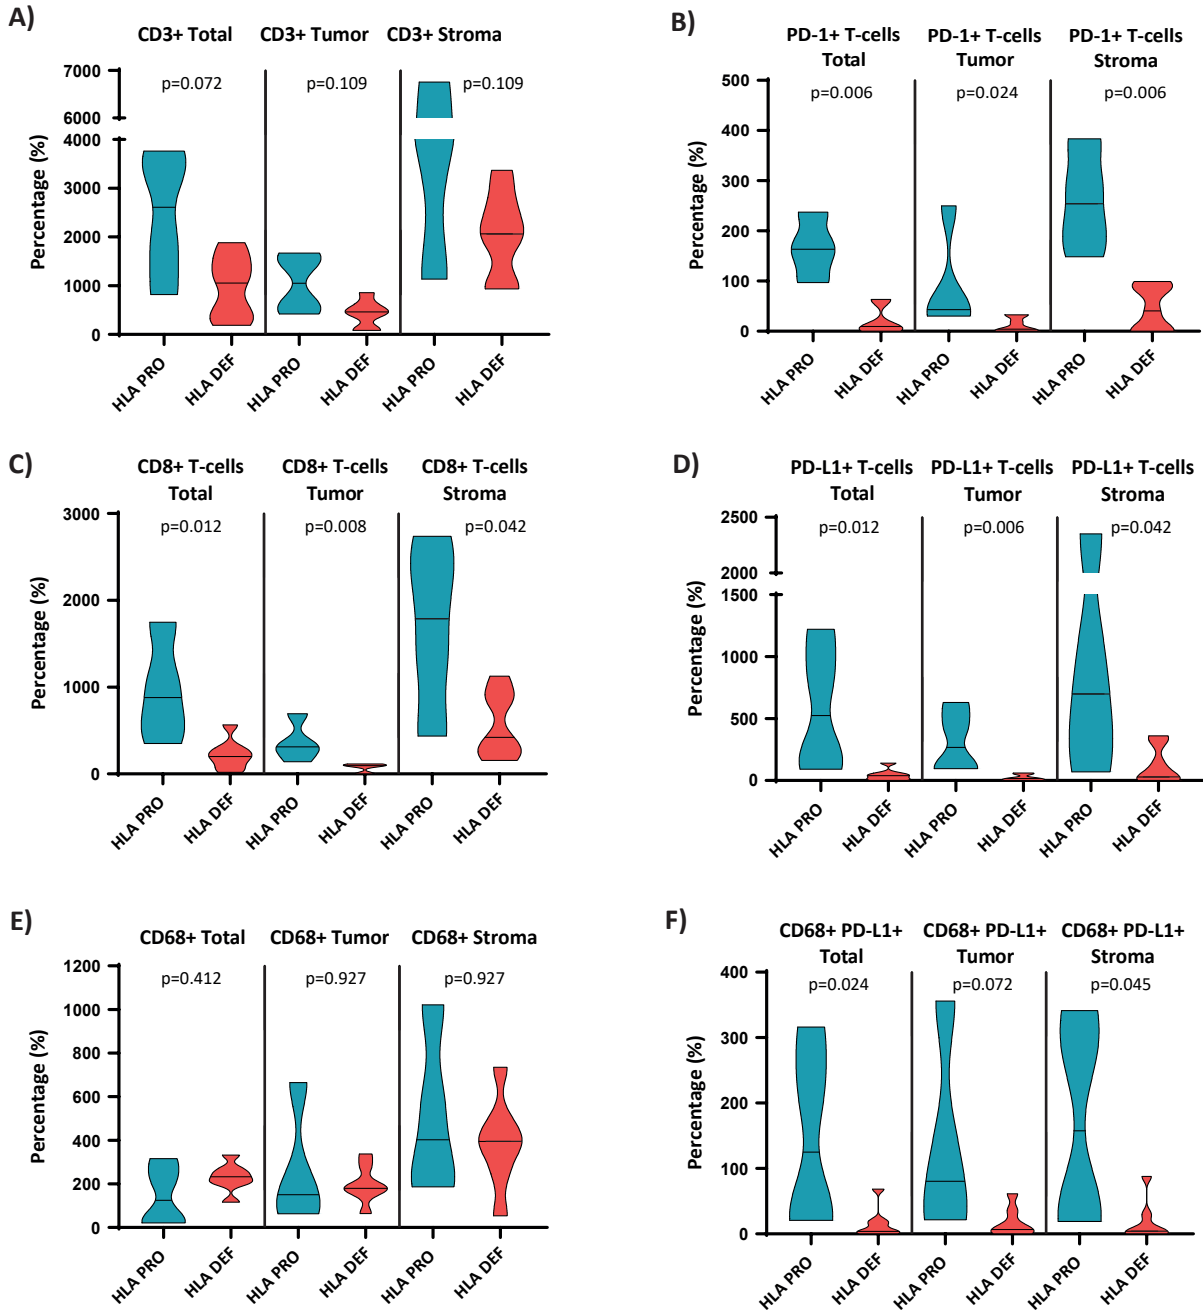 A)
CD3+ Total CD3+ Tumor CD3+ Stroma
p=0.072 p=0.109 p=0.109
Percentage (%)
7000
6000
4000
3000
2000
1000
0
HLA PRO HLA DEF HLA PRO HLA DEF HLA PRO HLA DEF
B)
PD-1+ T-cells PD-1+ T-cells PD-1+ T-cells
Total Tumor Stroma
p=0.006 p=0.024 p=0.006
Percentage (%)
500
400
300
200
100
0
HLA PRO HLA DEF HLA PRO HLA DEF HLA PRO HLA DEF
C)
CD8+ T-cells CD8+ T-cells CD8+ T-cells
Total Tumor Stroma
p=0.012 p=0.008 p=0.042
Percentage (%)
3000
2000
1000
0
HLA PRO HLA DEF HLA PRO HLA DEF HLA PRO HLA DEF
D)
PD-L1+ T-cells PD-L1+ T-cells PD-L1+ T-cells
Total Tumor Stroma
p=0.012 p=0.006 p=0.042
Percentage (%)
2500
2000
1500
1000
500
0
HLA PRO HLA DEF HLA PRO HLA DEF HLA PRO HLA DEF
E)
CD68+ Total CD68+ Tumor CD68+ Stroma
p=0.412 p=0.927 p=0.927
Percentage (%)
1200
1000
800
600
400
200
0
HLA PRO HLA DEF HLA PRO HLA DEF HLA PRO HLA DEF
F)
CD68+ PD-L1+ CD68+ PD-L1+ CD68+ PD-L1+
Total Tumor Stroma
p=0.024 p=0.072 p=0.045
Percentage (%)
400
300
200
100
0
HLA PRO HLA DEF HLA PRO HLA DEF HLA PRO HLA DEF